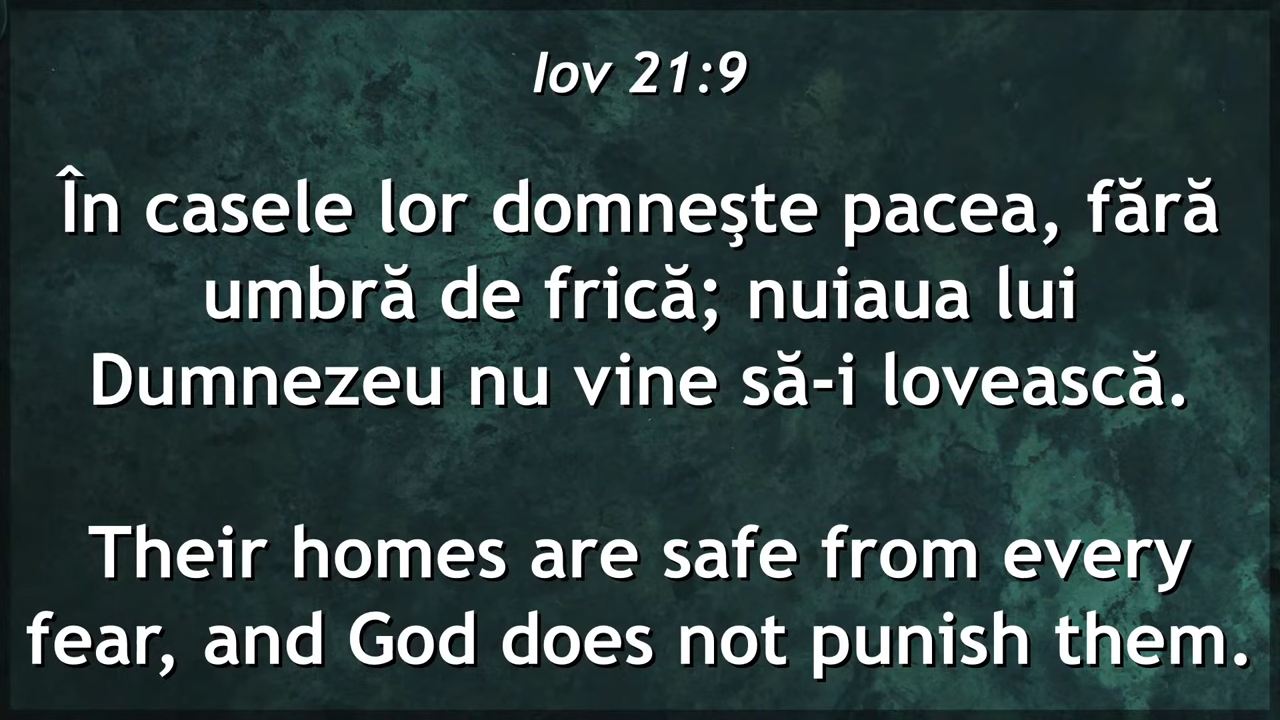 Iov 21:9
În casele lor domneşte pacea, fără
umbră de frică; nuiaua lui
Dumnezeu nu vine să-i lovească.
Their homes are safe from every
fear, and God does not punish them.